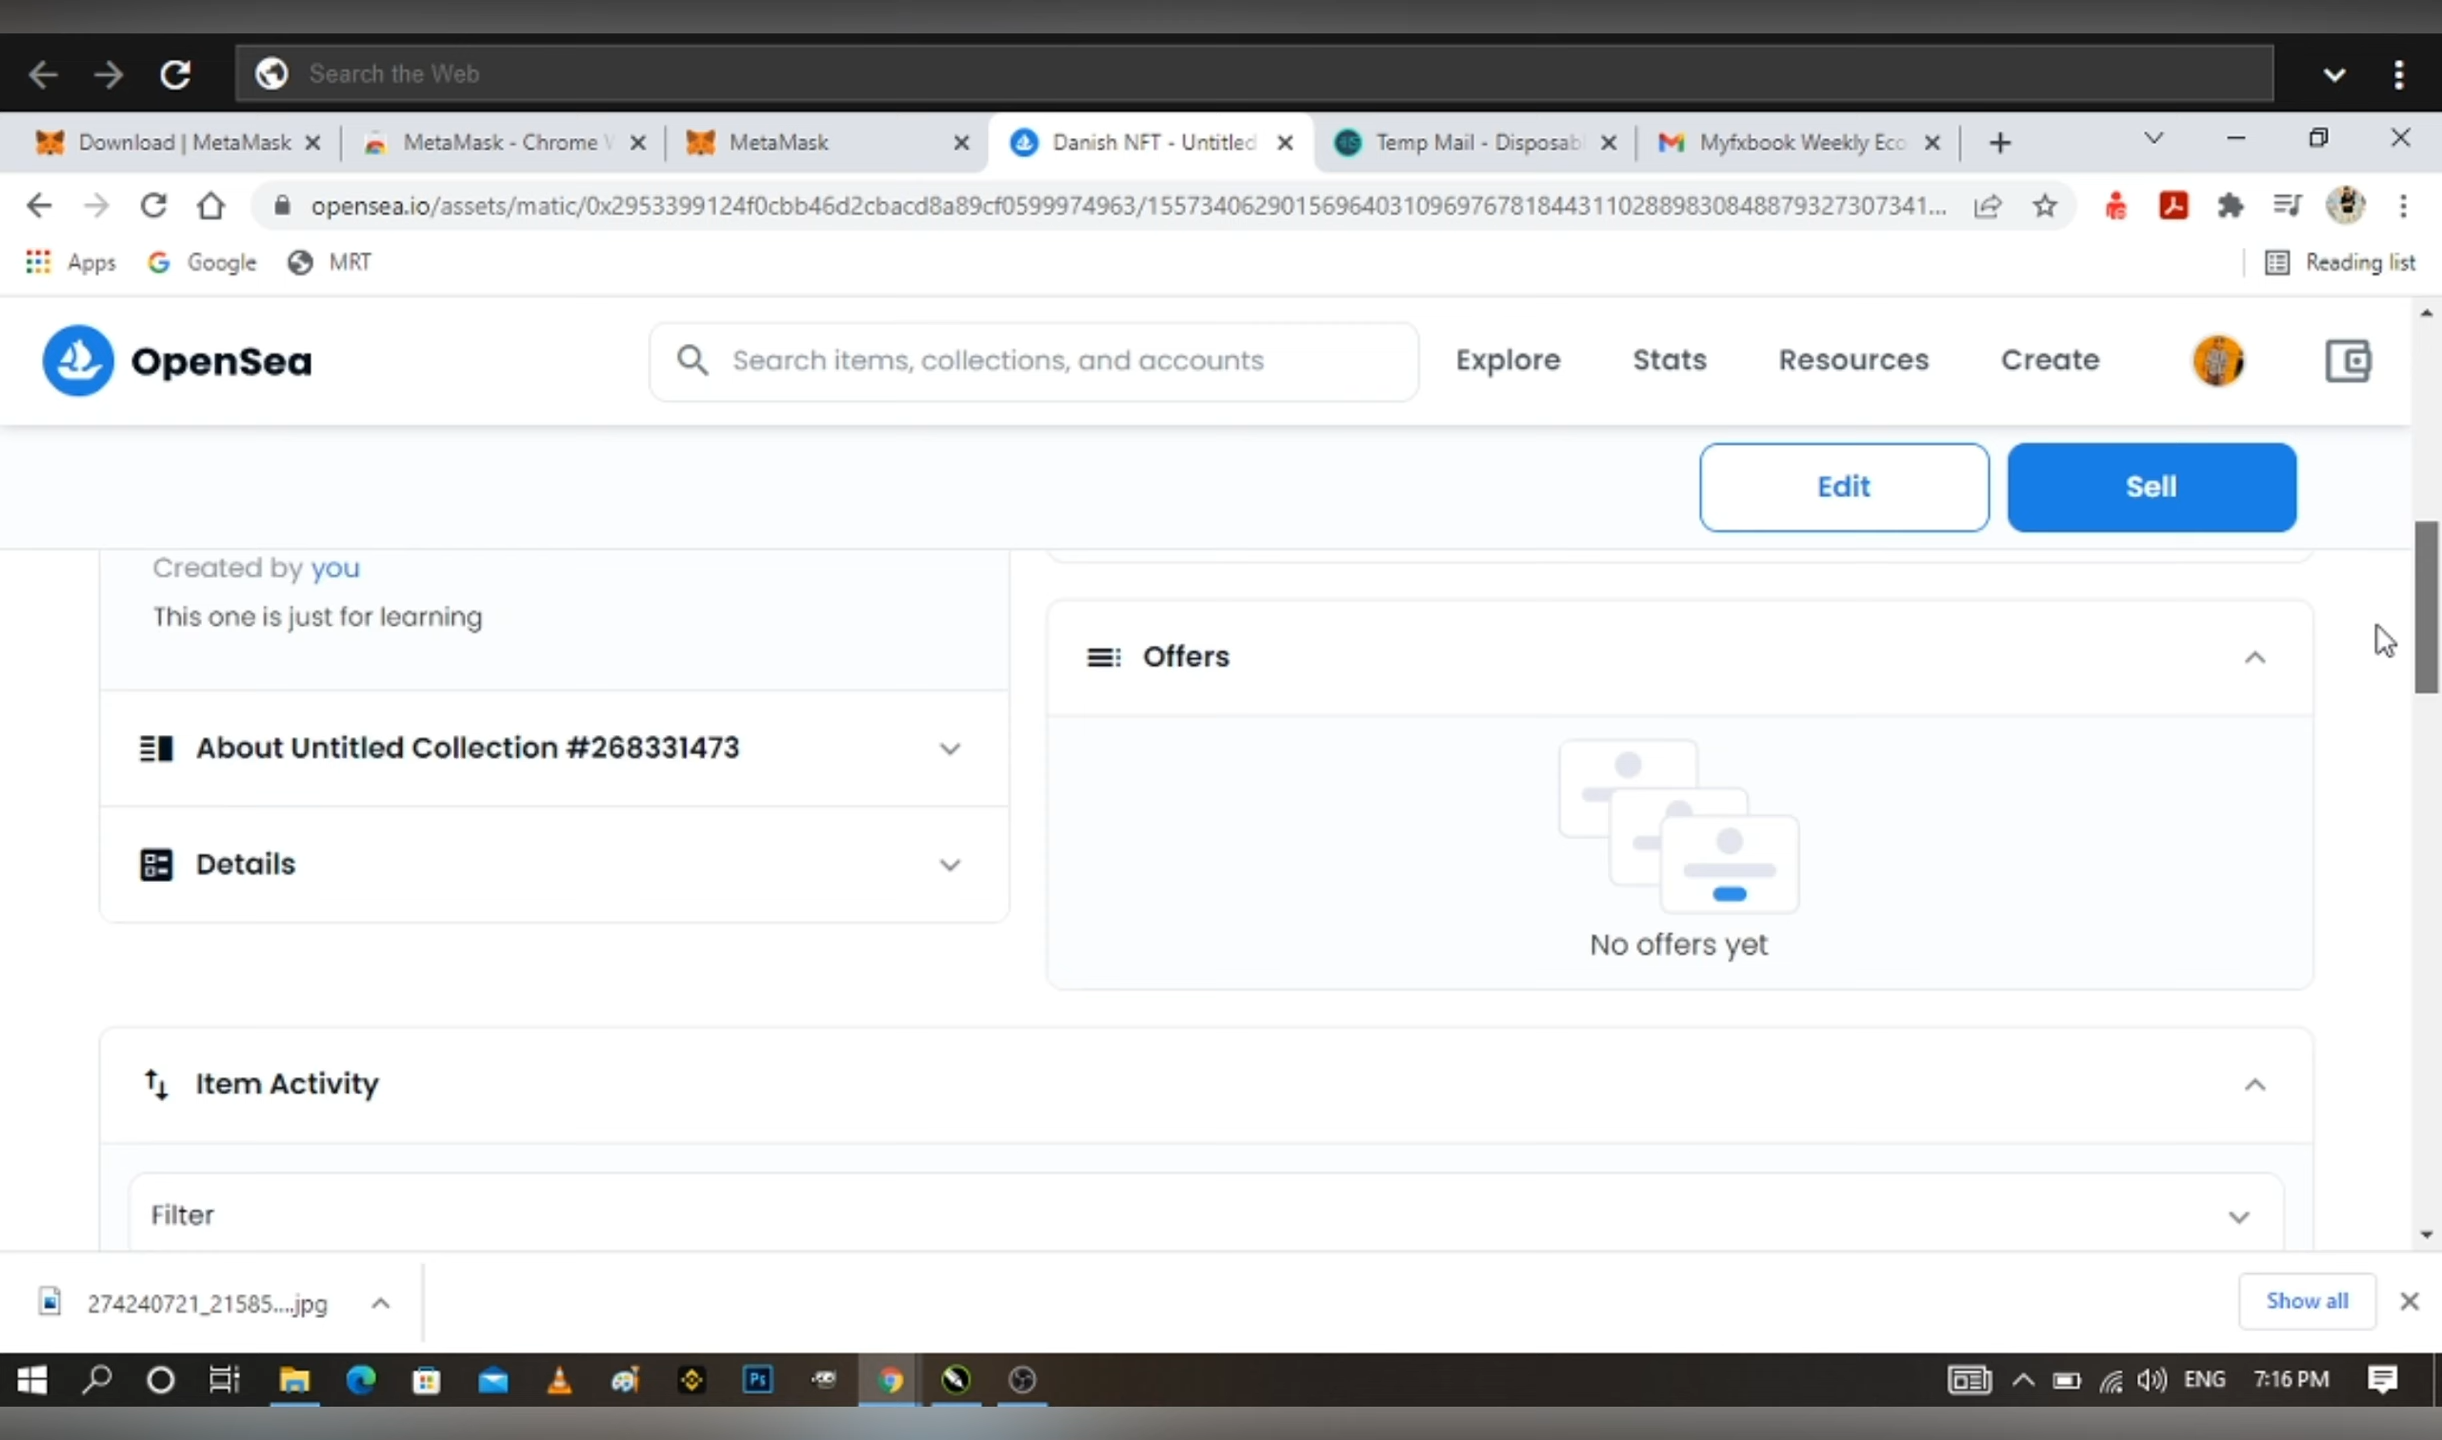 Search the Web
Download | MetaMask
MetaMask - Chrome
MetaMask
Danish NFT - Untitled
Temp Mail - Disposab
Myfxbook Weekly Eco
opensea.io/assets/matic/0x2953399124f0cbb46d2cbacd8a89cf0599974963/155734062901569640310969767818443110288983084887932730 7341...
Apps
Google
MRT
Reading list
OpenSea
Search items, collections, and accounts
Explore
Stats
Resources
Create
Edit
Sell
Created by you
This one is just for learning
Offers
About Untitled Collection #268331473
Details
No offers yet
Item Activity
Filter
274240721_21585....jpg
Show all
Ps
ENG
7:16 PM